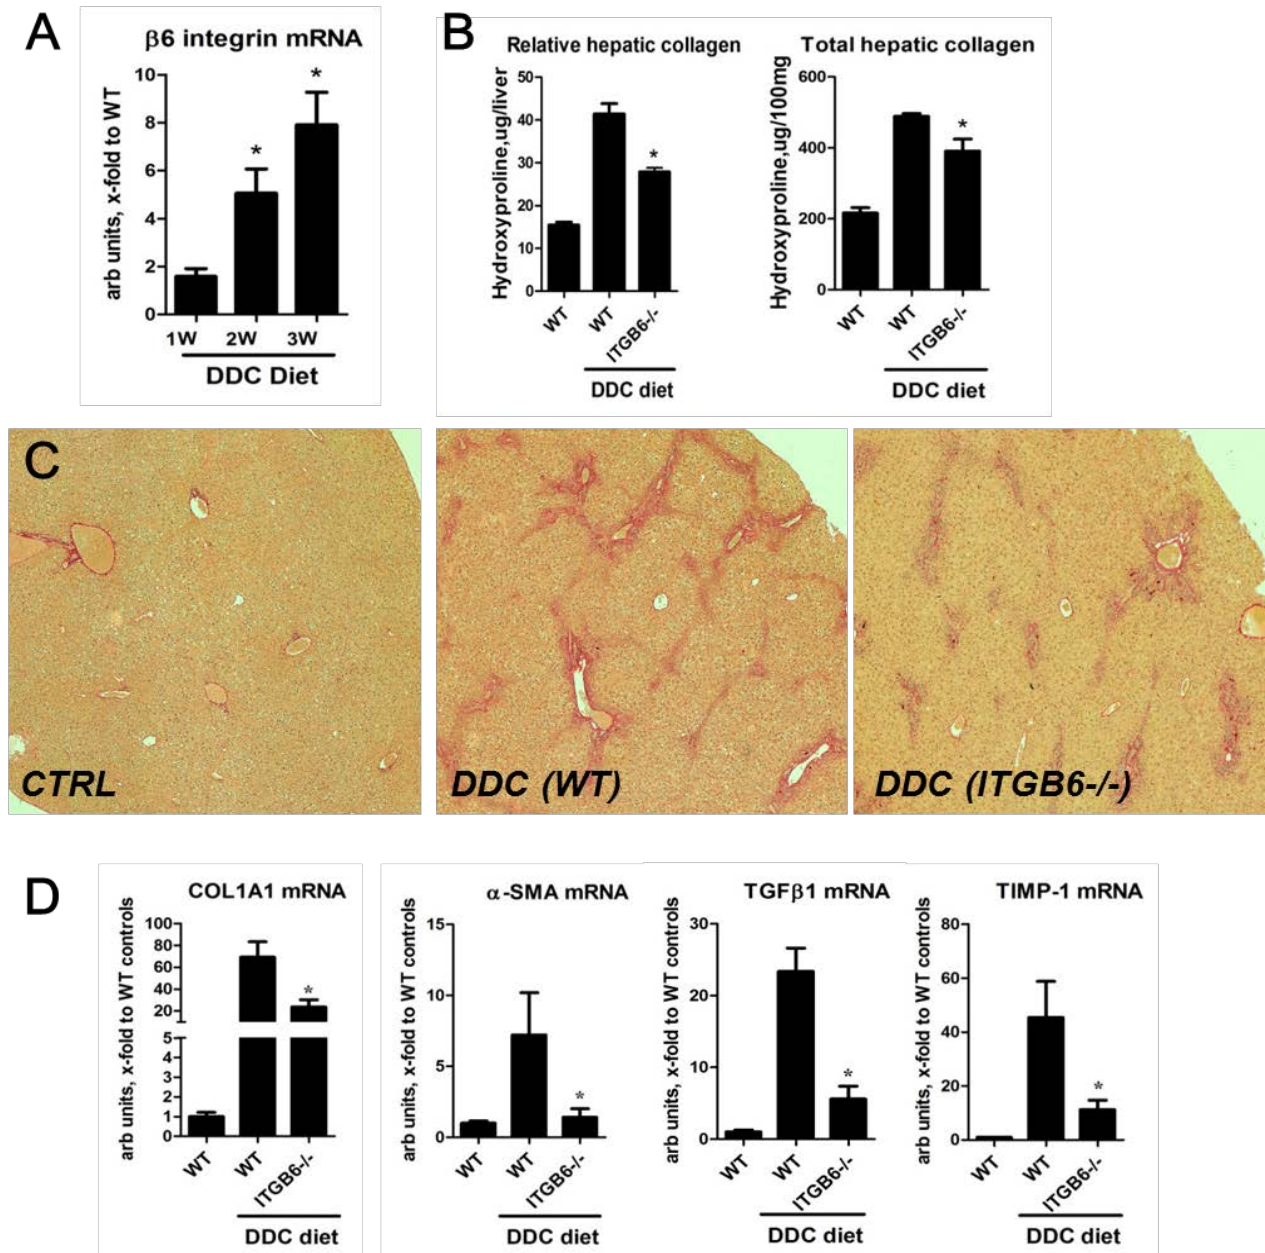 A
β6 integrin mRNA
arb units, x-fold to WT
10
8
6
4
2
0
*
*
1W 2W 3W
DDC Diet
B
Relative hepatic collagen
Hydroxyproline,ug/liver
50
40
30
20
10
0
*
WT WT ITGB6-/-
DDC diet
Total hepatic collagen
Hydroxyproline,ug/100mg
600
400
200
0
*
WT WT ITGB6-/-
DDC diet
C
CTRL
DDC (WT)
DDC (ITGB6-/-)
D
COL1A1 mRNA
arb units, x-fold to WT controls
100
80
60
40
20
5
4
3
2
1
0
*
WT WT ITGB6-/-
DDC diet
α-SMA mRNA
arb units, x-fold to WT controls
15
10
5
0
*
WT WT ITGB6-/-
DDC diet
TGFβ1 mRNA
arb units, x-fold to WT controls
30
20
10
0
*
WT WT ITGB6-/-
DDC diet
TIMP-1 mRNA
arb units, x-fold to WT controls
80
60
40
20
0
*
WT WT ITGB6-/-
DDC diet